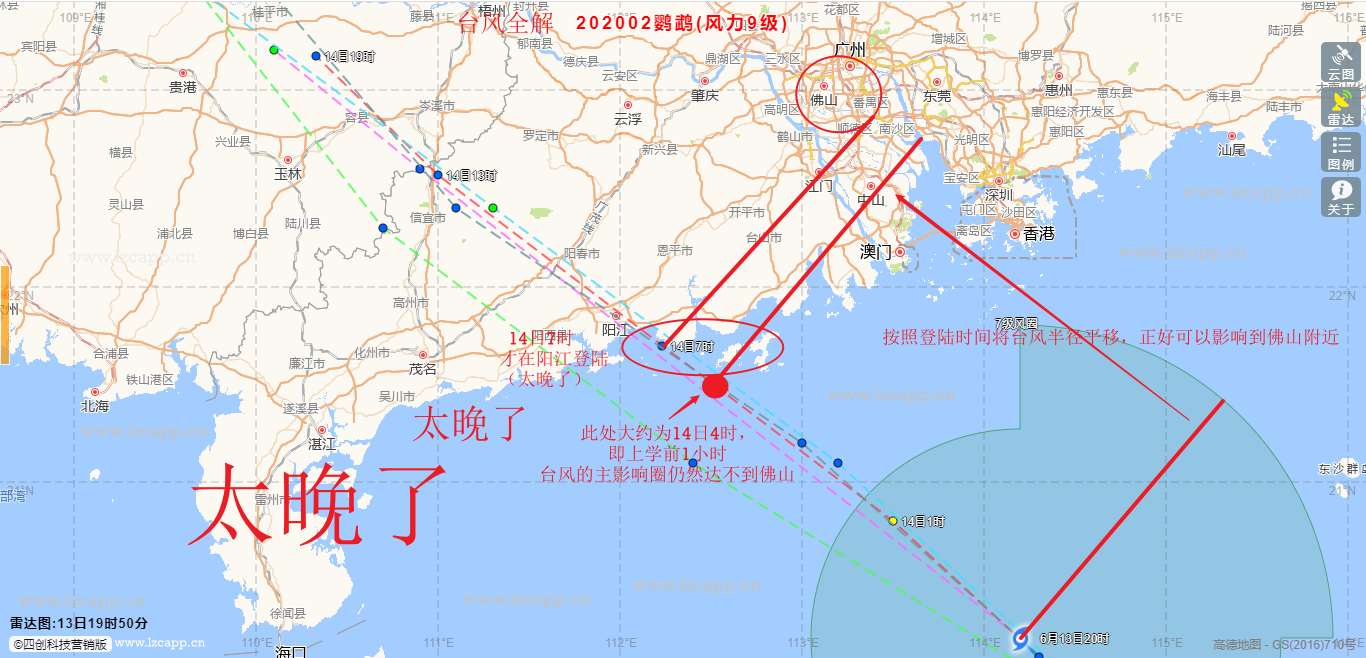 台风全解
202002鹦鹉(风力9级)
109°E
110°E
113°E
114°E
115°E
116°E
桂平市
藤县
梧州
封开县
郁南县
德庆县
云安区
鼎湖区
三水区
花都区
广州
增城区
博罗县
陆河县
揭西县
宾阳县
贵港
14日19时
23°N
容县
岑溪市
云浮
肇庆
高明区
佛山
番禺区
东莞
惠州
惠东县
海丰县
陆丰市
惠阳经济开发区
惠阳区
汕尾
云图
雷达
图例
关于
兴业县
横县
玉林
14日13时
罗定市
新兴县
鹤山市
顺德区
南沙区
光明区
宝安区
深圳
江门
中山
灵山县
陆川县
浦北县
博白县
信宜市
广茂线
阳春市
恩平市
开平市
台山市
澳门
屯门区
沙田区
斋岛区
香港
www.lzcapp.cn
22°N
高州市
阳江
阳西县
14日7时
才在阳江登陆
（太晚了）
14日7时
7级风圈
按照登陆时间将台风半径平移，正好可以影响到佛山附近
合浦县
铁山港区
北海
廉江市
化州市
茂名
吴川市
遂溪县
湛江
雷州市
太晚了
太晚了
此处大约为14日4时，
即上学前1小时
台风的主影响圈仍然达不到佛山
21°N
东沙群岛
部湾
14日1时
徐闻县
海口
雷达图:13日19时50分
©四创科技营销版
www.lzcapp.cn
110°E
111°E
112°E
113°E
114°E
115°E
6月13日20时
高德地图 - GS(2016)710号